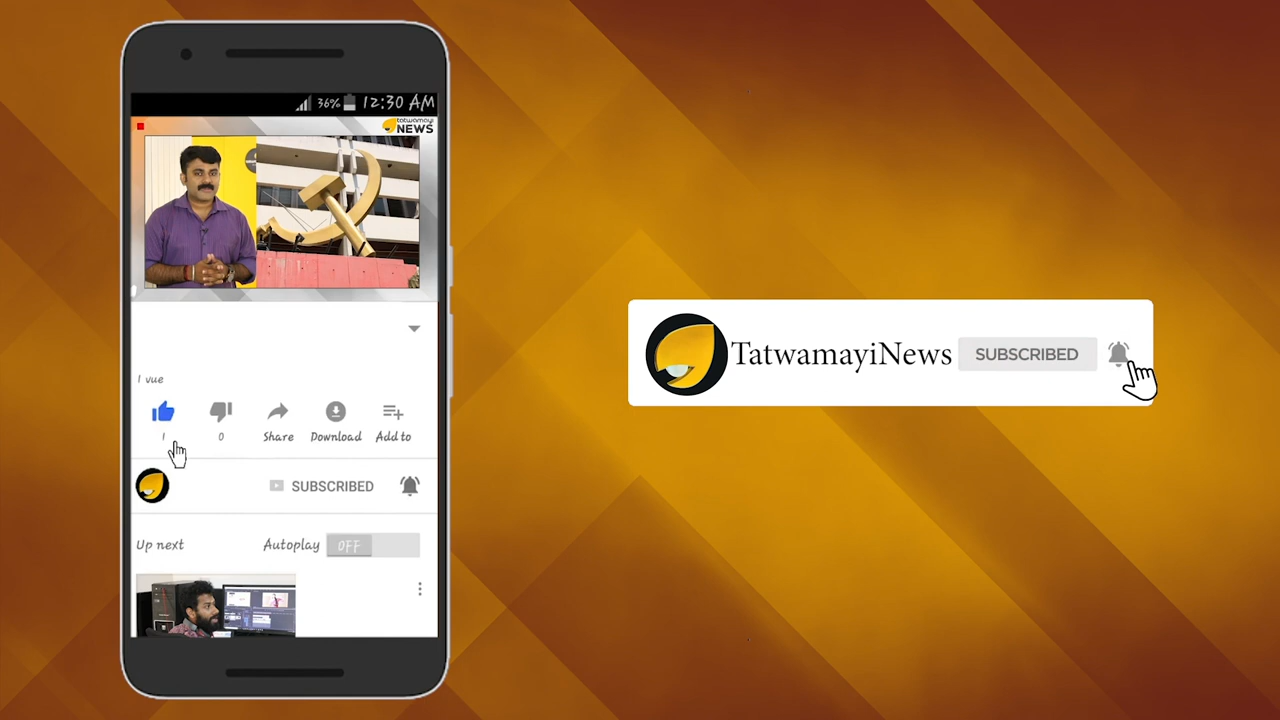 36% 12:30 AM
tatwamayi
NEWS
1 vue
1
0
Share
Download
Add to
SUBSCRIBED
Up next
Autoplay
OFF
TatwamayiNews
SUBSCRIBED